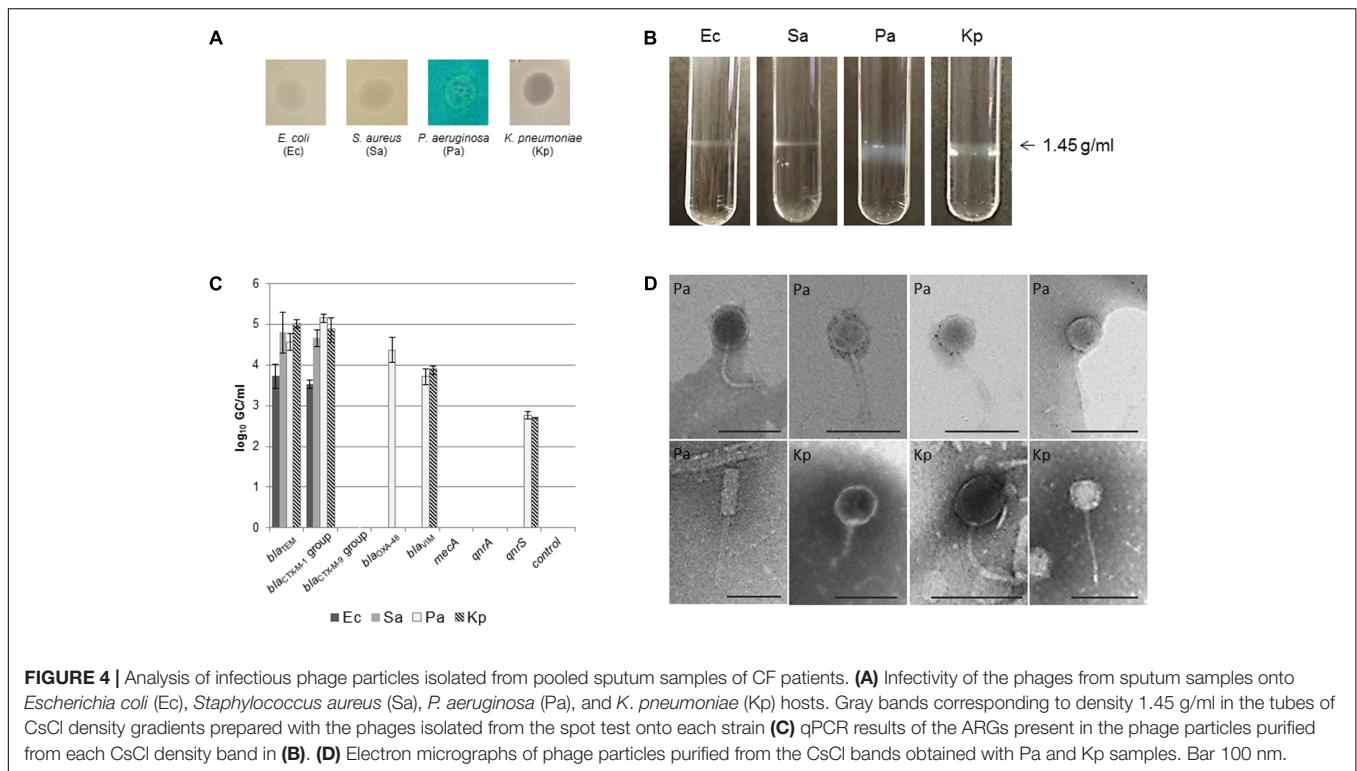 A
E. coli
(Ec)
S. aureus
(Sa)
P. aeruginosa
(Pa)
K. pneumoniae
(Kp)
B
Ec Sa Pa Kp
← 1.45 g/ml
C
log10 GC/ml
6
5
4
3
2
1
0
blaTEM
blaCTX-M-1 group
blaCTX-M-9 group
blaOXA-48
blaVIM
mecA
qnrA
qnrS
control
Ec Sa Pa Kp
D
Pa Pa Pa Pa
Pa Kp Kp Kp
FIGURE 4 | Analysis of infectious phage particles isolated from pooled sputum samples of CF patients. (A) Infectivity of the phages from sputum samples onto
Escherichia coli (Ec), Staphylococcus aureus (Sa), P. aeruginosa (Pa), and K. pneumoniae (Kp) hosts. Gray bands corresponding to density 1.45 g/ml in the tubes of
CsCl density gradients prepared with the phages isolated from the spot test onto each strain (C) qPCR results of the ARGs present in the phage particles purified
from each CsCl density band in (B). (D) Electron micrographs of phage particles purified from the CsCl bands obtained with Pa and Kp samples. Bar 100 nm.